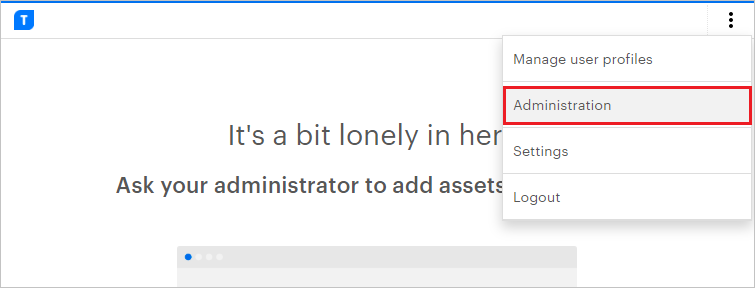 T
Manage user profiles
Administration
Settings
Logout
It's a bit lonely in her
Ask your administrator to add assets